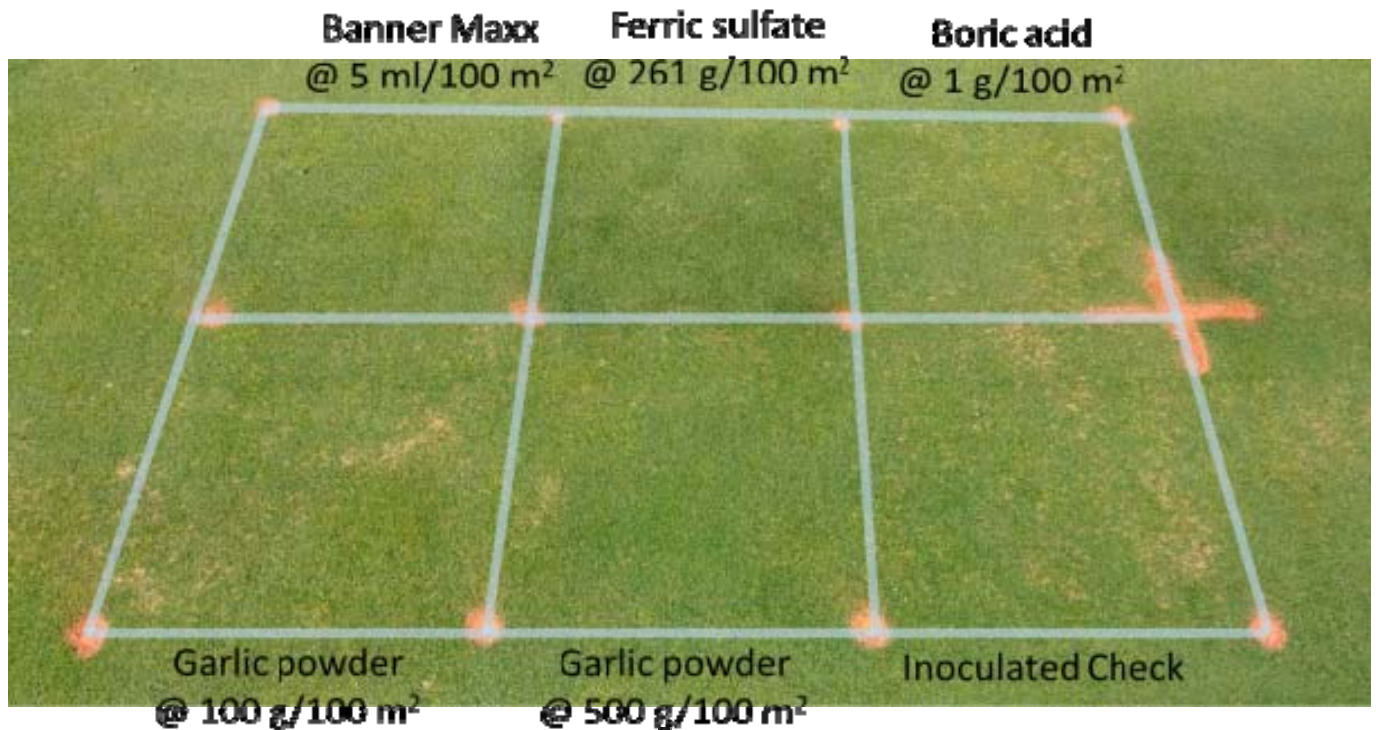 Banner Maxx
@ 5 ml/100 m²
Ferric sulfate
@ 261 g/100 m²
Boric acid
@ 1 g/100 m²
Garlic powder
@ 100 g/100 m²
Garlic powder
@ 500 g/100 m²
Inoculated Check